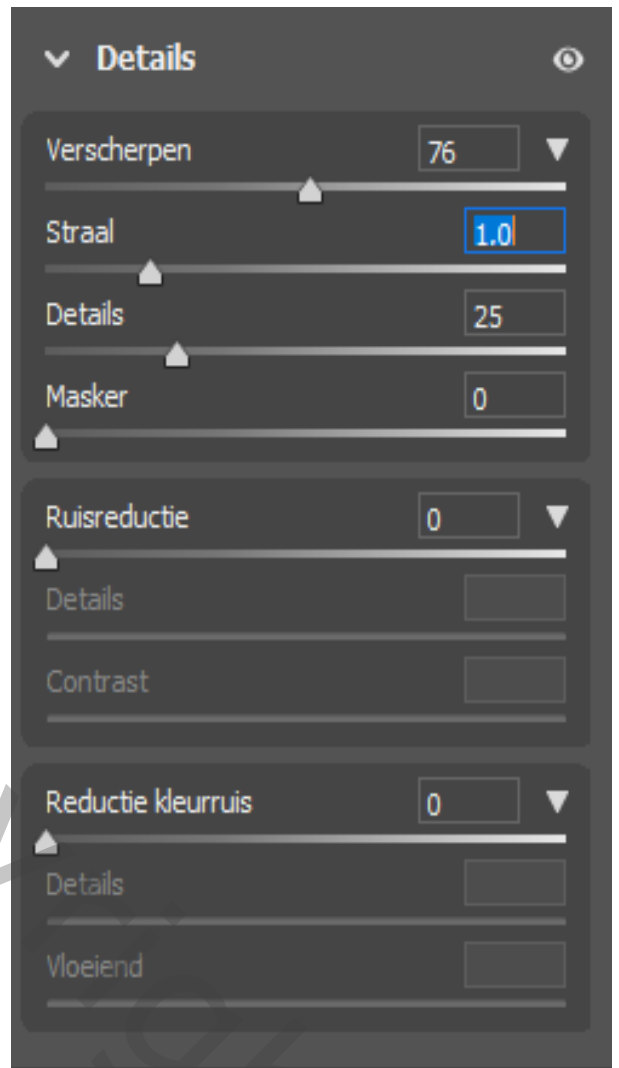 Details
Verscherpen 76
Straal 1.0
Details 25
Masker 0
Ruisreductie 0
Details
Contrast
Reductie kleurruis 0
Details
Vloeiend